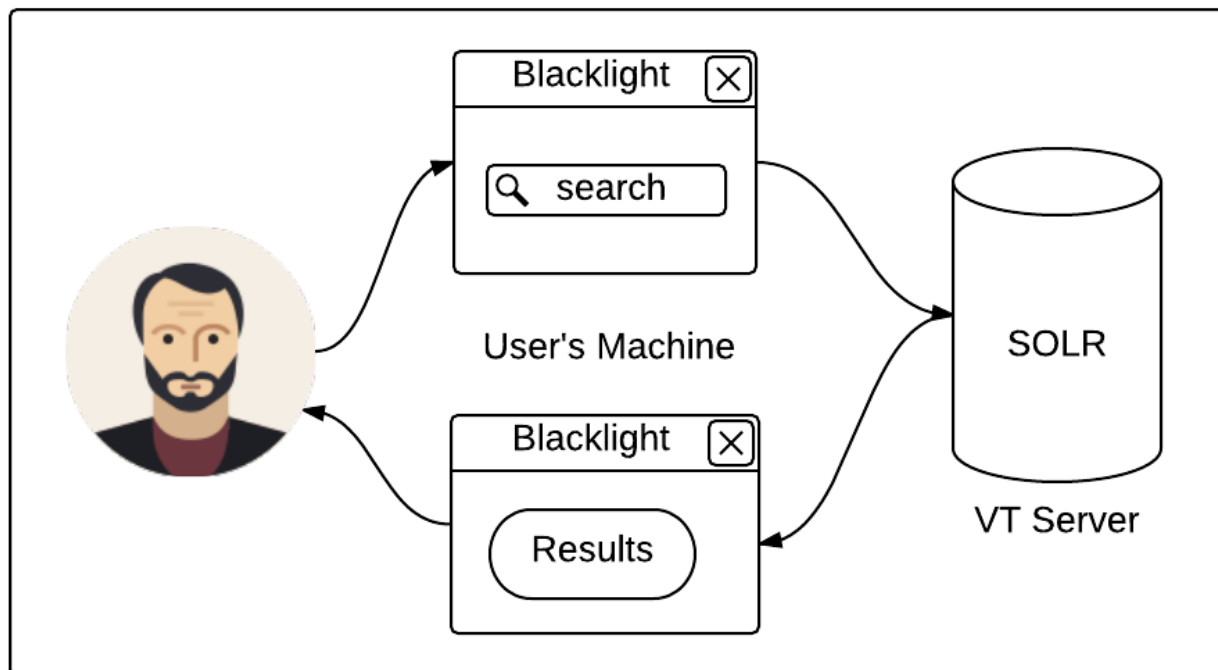 Blacklight
search
User's Machine
SOLR
Blacklight
VT Server
Results